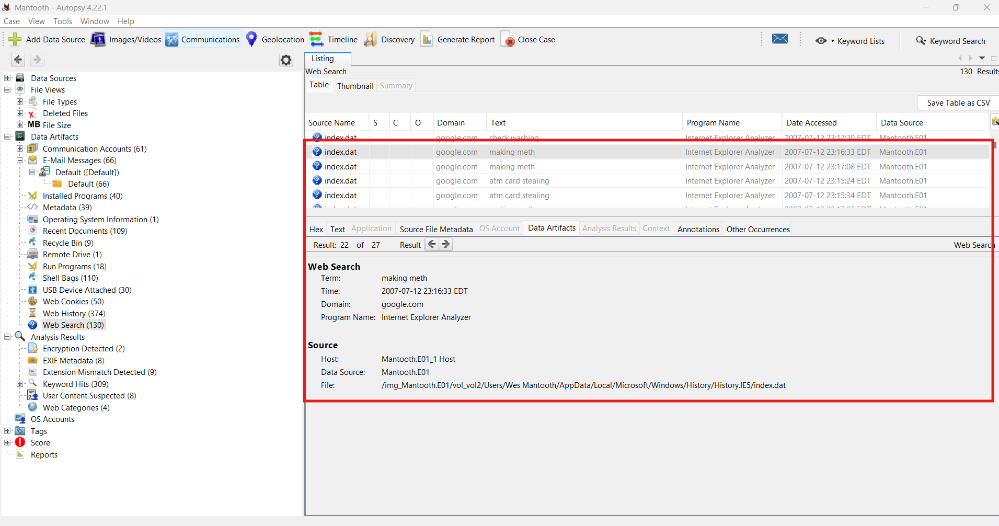 Mantooth - Autopsy 4.22.1
Case View Tools Window Help
Add Data Source Images/Videos Communications Geolocation Timeline Discovery Generate Report Close Case Keyword Lists Keyword Search
Data Sources
File Views
File Types
Deleted Files
MB File Size
Data Artifacts
Communication Accounts (61)
E-Mail Messages (66)
Default ([Default])
Default (66)
Installed Programs (40)
Metadata (39)
Operating System Information (1)
Recent Documents (109)
Recycle Bin (9)
Remote Drive (1)
Run Programs (18)
Shell Bags (110)
USB Device Attached (30)
Web Cookies (50)
Web History (374)
Web Search (130)
Analysis Results
Encryption Detected (2)
EXIF Metadata (8)
Extension Mismatch Detected (9)
Keyword Hits (309)
User Content Suspected (8)
Web Categories (4)
OS Accounts
Tags
Score
Reports
Listing
Web Search 130 Results
Table Thumbnail Summary
Save Table as CSV
Source Name S C O Domain Text Program Name Date Accessed Data Source
index.dat google.com check washing Internet Explorer Analyzer 2007-07-12 23:17:30 EDT Mantooth.E01
index.dat google.com making meth Internet Explorer Analyzer 2007-07-12 23:16:33 EDT Mantooth.E01
index.dat google.com making meth Internet Explorer Analyzer 2007-07-12 23:17:08 EDT Mantooth.E01
index.dat google.com atm card stealing Internet Explorer Analyzer 2007-07-12 23:15:24 EDT Mantooth.E01
index.dat google.com atm card stealing Internet Explorer Analyzer 2007-07-12 23:15:34 EDT Mantooth.E01
Hex Text Application Source File Metadata OS Account Data Artifacts Analysis Results Context Annotations Other Occurrences
Result: 22 of 27 Result Web Search
Web Search
Term: making meth
Time: 2007-07-12 23:16:33 EDT
Domain: google.com
Program Name: Internet Explorer Analyzer
Source
Host: Mantooth.E01_1 Host
Data Source: Mantooth.E01
File: /img_Mantooth.E01/vol_vol2/Users/Wes Mantooth/AppData/Local/Microsoft/Windows/History/History.IE5/index.dat